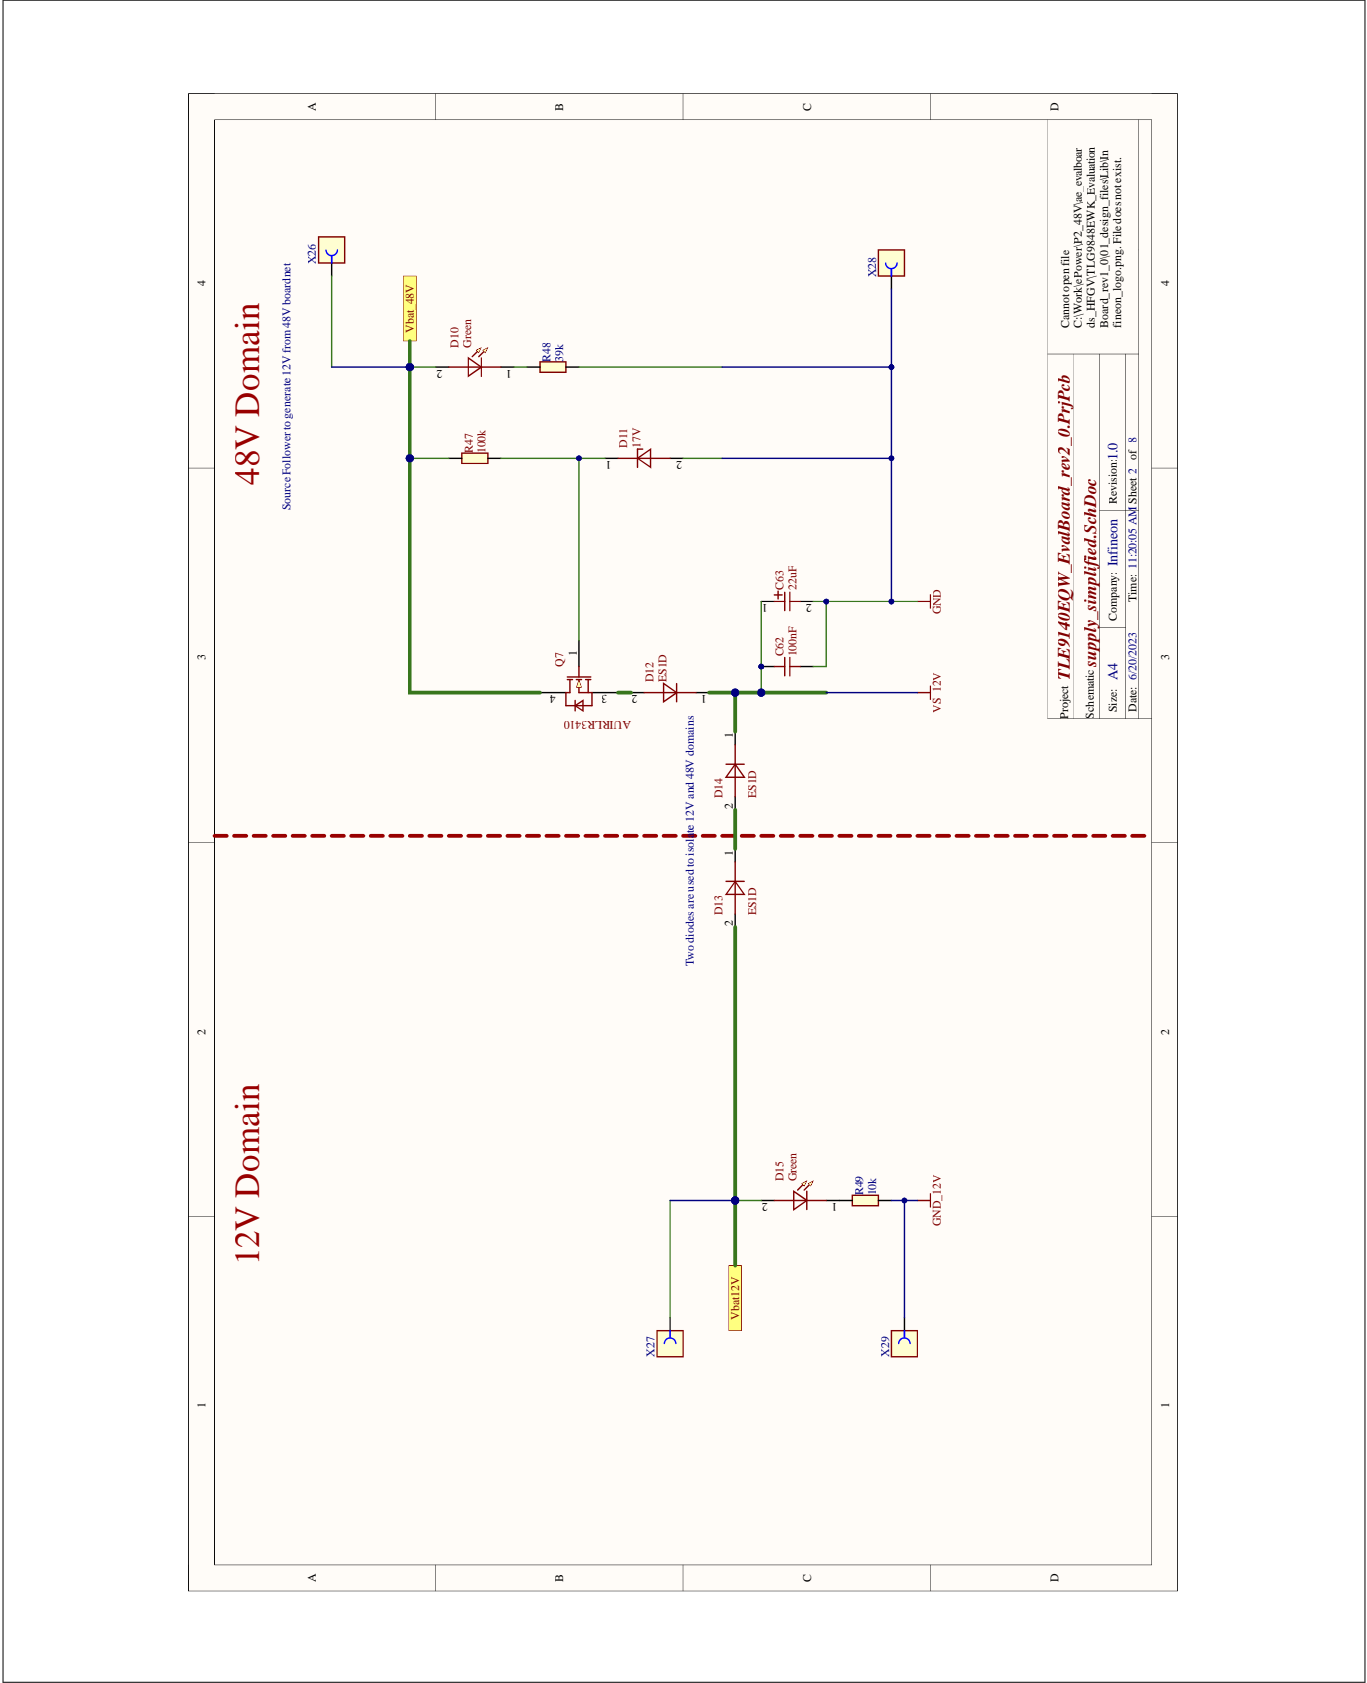 12V Domain
48V Domain
Source Follower to generate 12V from 48V boardnet
X26
Vbat_48V
D10
Green
2
1
R48
39k
R47
100k
D11
17V
1
2
X28
Q7
1
4
3
AUIRLR3410
D12
ES1D
2
1
C62
100nF
C63
22uF
1
2
GND
VS_12V
Two diodes are used to isolate 12V and 48V domains
D14
ES1D
2
1
D13
ES1D
2
1
X27
Vbat12V
D15
Green
2
1
R49
10k
GND_12V
X29
1
2
3
4
1
2
3
4
A
B
C
D
A
B
C
D
Project TLE9140EQW_EvalBoard_rev2_0.PrjPcb
Schematic supply_simplified.SchDoc
Size: A4 Company: Infineon Revision:1.0
Date: 6/20/2023 Time: 11:20:05 AM Sheet 2 of 8
Cannot open file
C:\Work\ePower\P2_48V\ae_evalboar
ds_HFGV\TLG9848EWK_Evaluation
Board_rev1_0\01_design_files\Lib\In
fineon_logo.png. File does not exist.